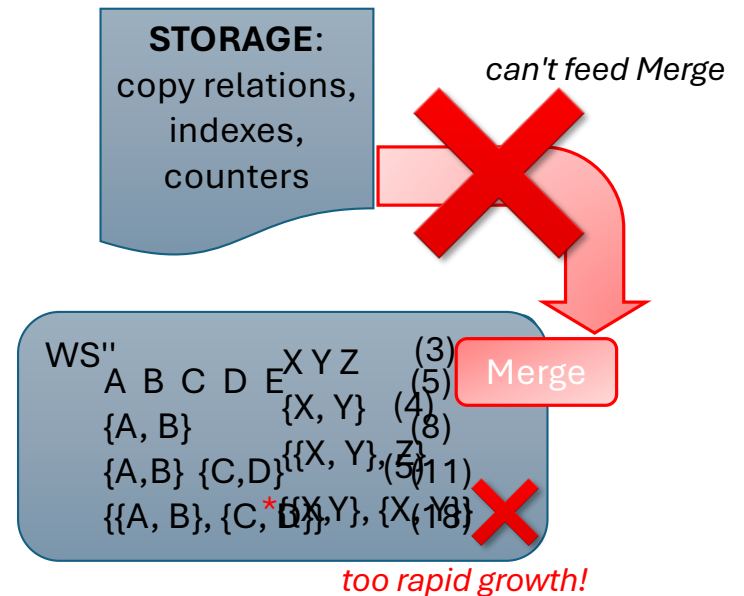 STORAGE:
copy relations,
indexes,
counters
can't feed Merge
WS"
Merge
X Y Z (3)
A B C D E (5)
{X, Y} (4)
{A, B} (8)
{{X, Y}, Z} (5)
{A,B} {C,D} (11)
*{{X,Y}, {X, Y}}
{{A, B}, {C, D}} (18)
too rapid growth!